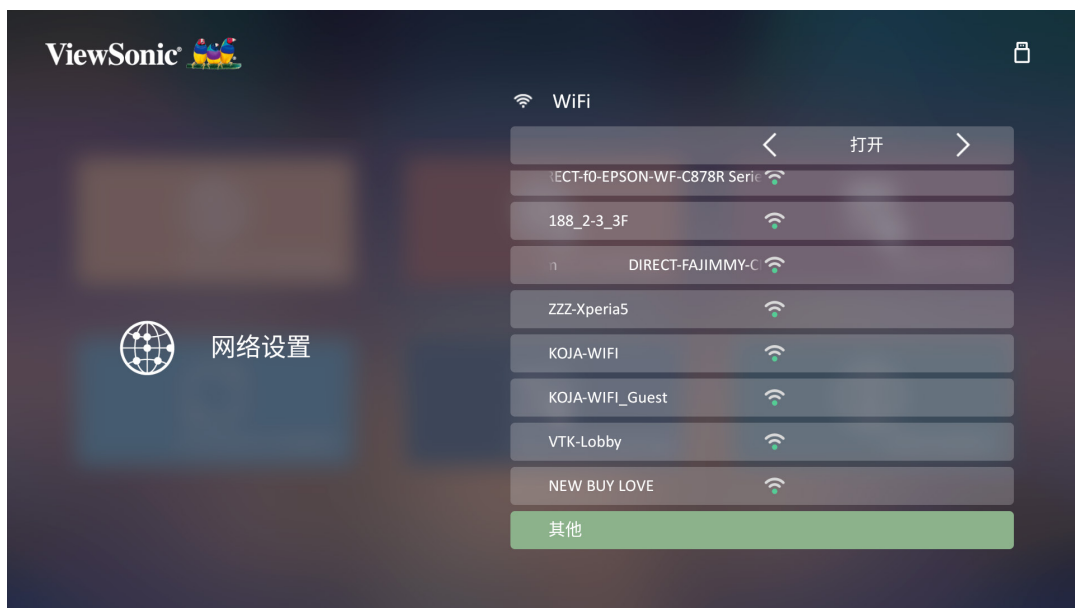 ViewSonic
WiFi
打开
ECT-f0-EPSON-WF-C878R Serie
188_2-3_3F
n DIRECT-FAJIMMY-C
ZZZ-Xperia5
网络设置
KOJA-WIFI
KOJA-WIFI_Guest
VTK-Lobby
NEW BUY LOVE
其他